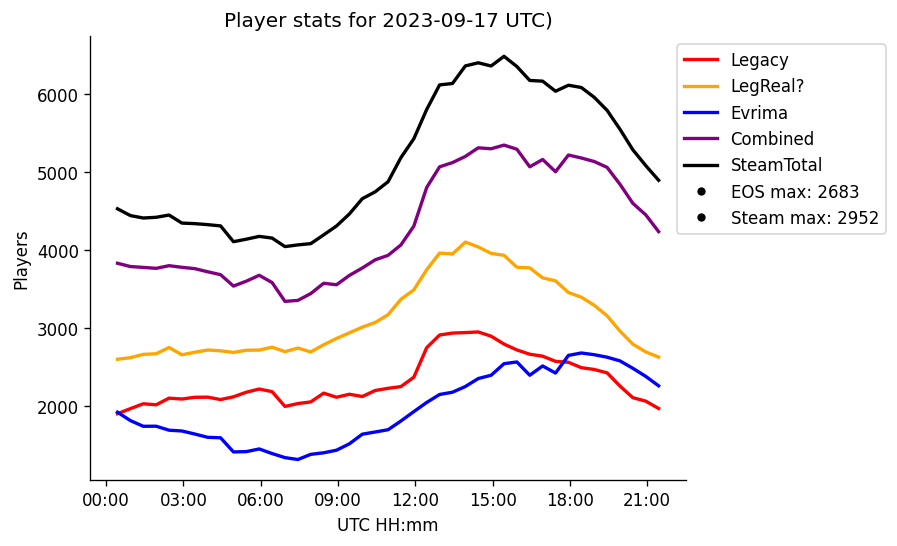 Player stats for 2023-09-17 UTC)
Legacy
LegReal?
Evrima
Combined
SteamTotal
EOS max: 2683
Steam max: 2952
Players
6000
5000
4000
3000
2000
00:00 03:00 06:00 09:00 12:00 15:00 18:00 21:00
UTC HH:mm